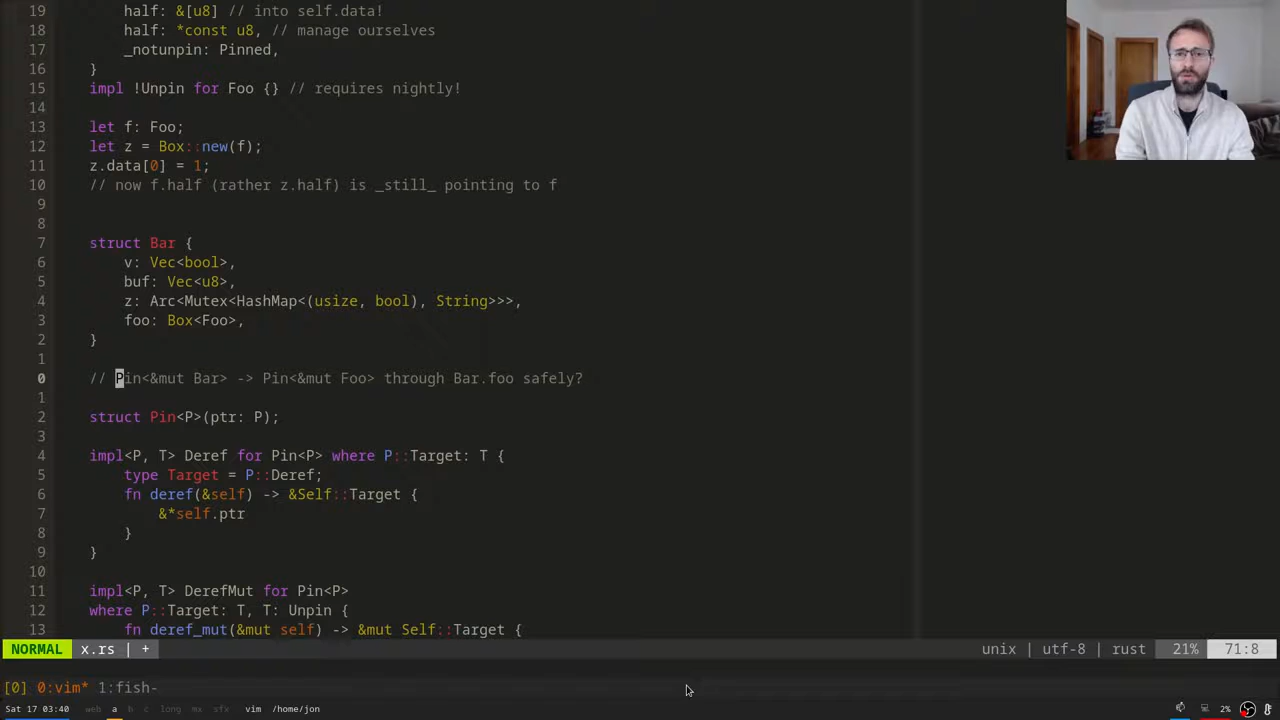 19 half: &[u8] // into self.data!
18 half: *const u8, // manage ourselves
17 _notunpin: Pinned,
16 }
15 impl !Unpin for Foo {} // requires nightly!
14
13 let f: Foo;
12 let z = Box::new(f);
11 z.data[0] = 1;
10 // now f.half (rather z.half) is _still_ pointing to f
9
8
7 struct Bar {
6 v: Vec<bool>,
5 buf: Vec<u8>,
4 z: Arc<Mutex<HashMap<(usize, bool), String>>>,
3 foo: Box<Foo>,
2 }
1
0 // Pin<&mut Bar> -> Pin<&mut Foo> through Bar.foo safely?
1
2 struct Pin<P>(ptr: P);
3
4 impl<P, T> Deref for Pin<P> where P::Target: T {
5 type Target = P::Deref;
6 fn deref(&self) -> &Self::Target {
7 &*self.ptr
8 }
9 }
10
11 impl<P, T> DerefMut for Pin<P>
12 where P::Target: T, T: Unpin {
13 fn deref_mut(&mut self) -> &mut Self::Target {
NORMAL x.rs | + unix | utf-8 | rust 21% 71:8
[0] 0:vim* 1:fish-
Sat 17 03:40 web a b c long mx sfx vim /home/jon 2%